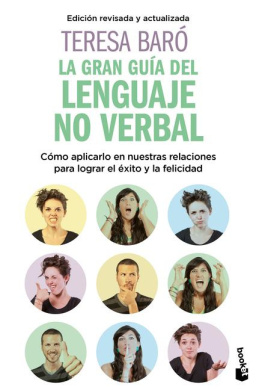 Edición revisada y actualizada
TERESA BARÓ
LA GRAN GUÍA DEL
LENGUAJE
NO VERBAL
Cómo aplicarlo en nuestras relaciones
para lograr el éxito y la felicidad
booket